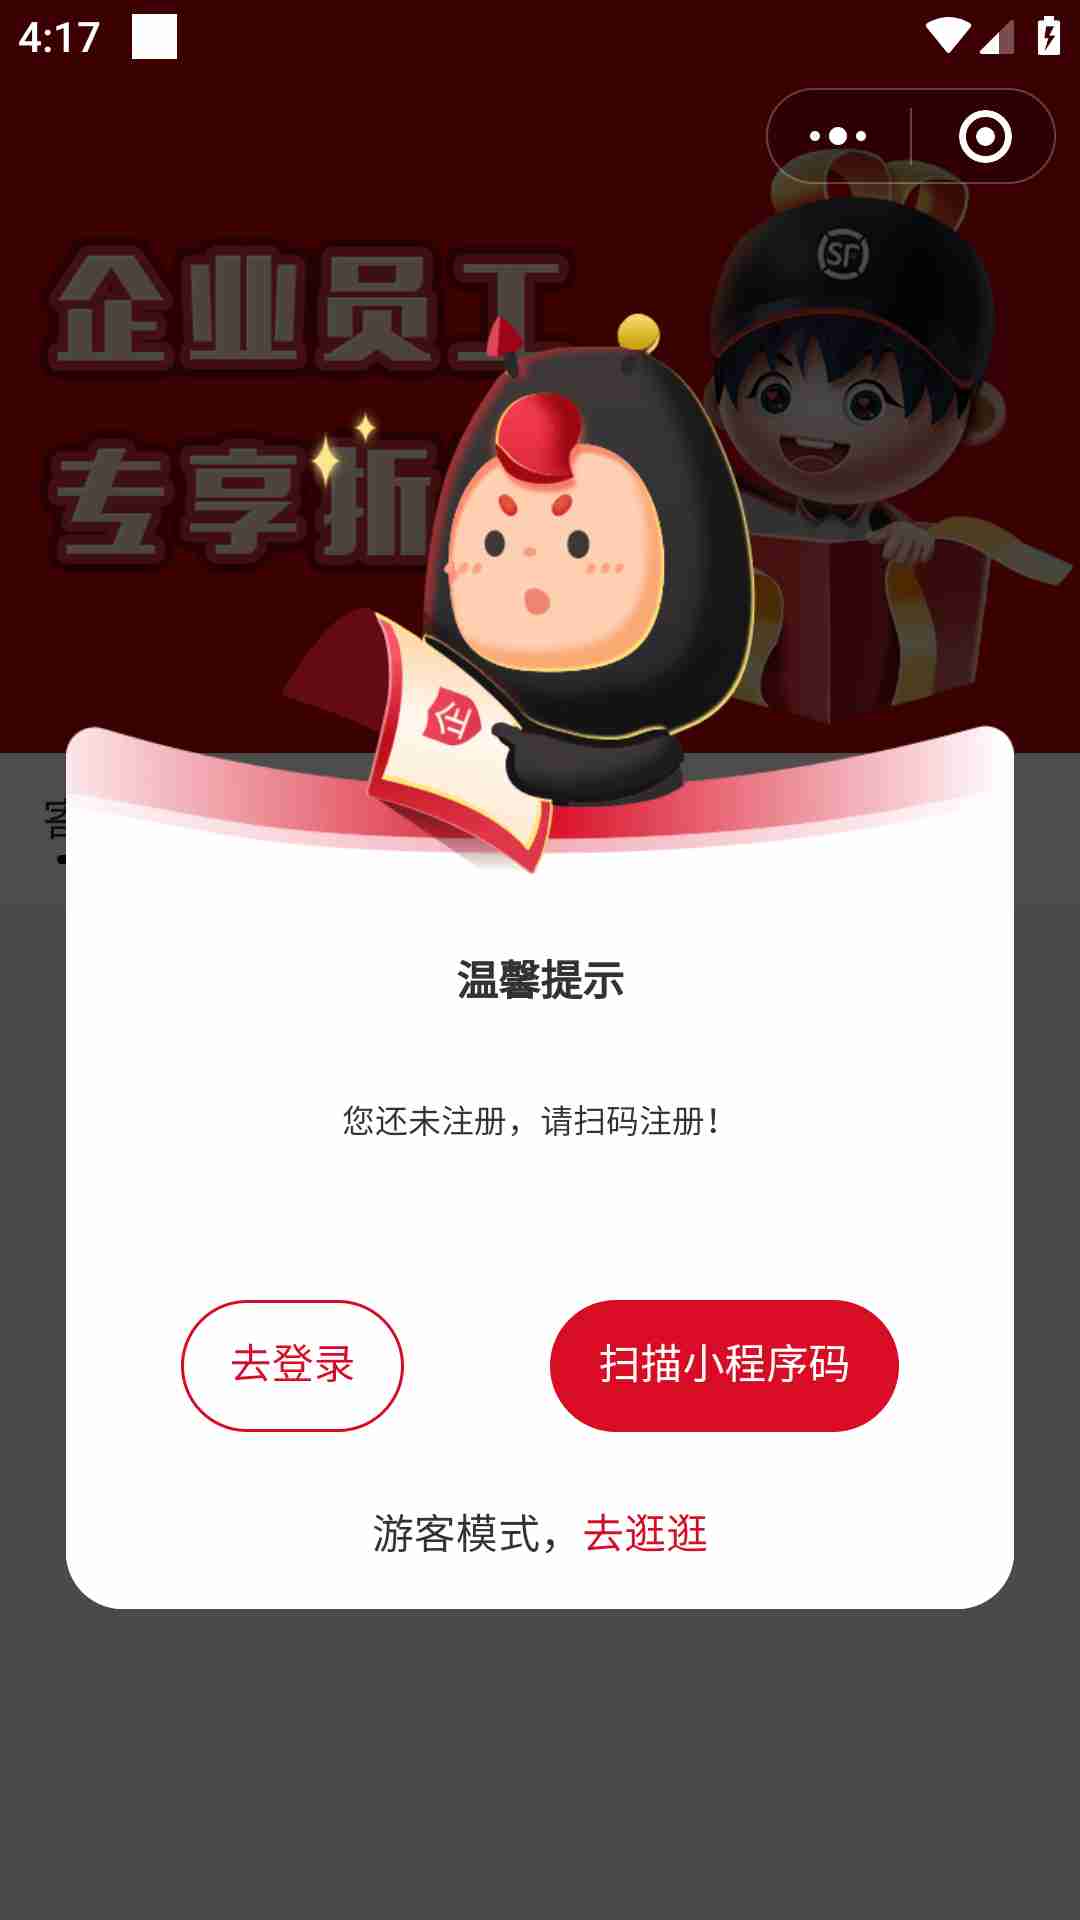 4:17
SF
企业员工
专享折
企
温馨提示
您还未注册，请扫码注册！
去登录
扫描小程序码
游客模式，去逛逛